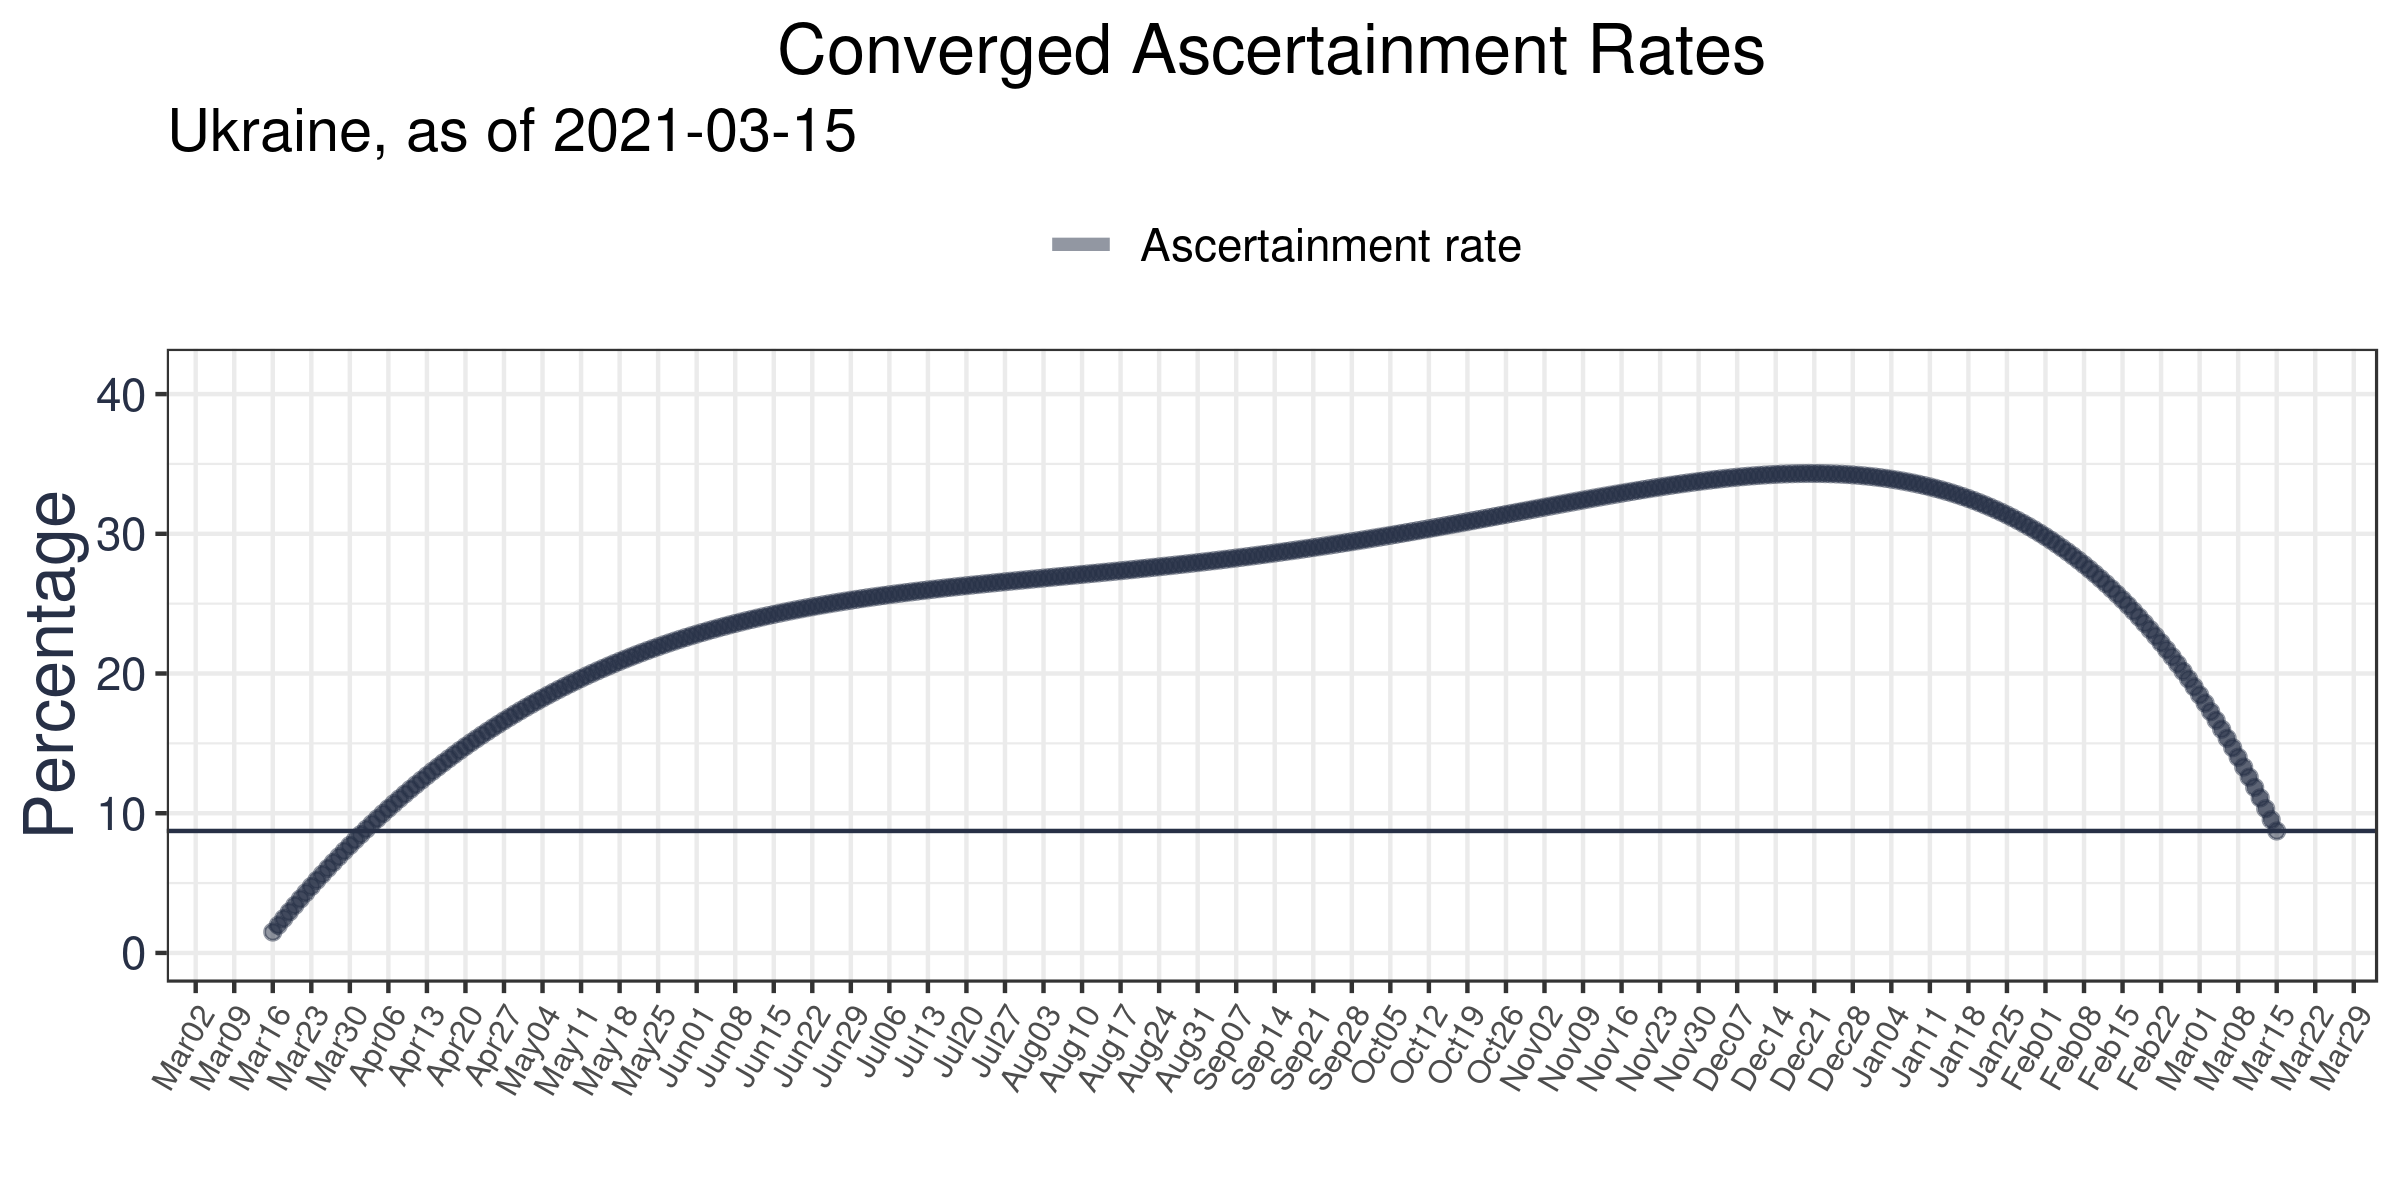 Converged Ascertainment Rates
Ukraine, as of 2021-03-15
Ascertainment rate
Percentage
40
30
20
10
0
Mar02 Mar09 Mar16 Mar23 Mar30 Apr06 Apr13 Apr20 Apr27 May04 May11 May18 May25 Jun01 Jun08 Jun15 Jun22 Jun29 Jul06 Jul13 Jul20 Jul27 Aug03 Aug10 Aug17 Aug24 Aug31 Sep07 Sep14 Sep21 Sep28 Oct05 Oct12 Oct19 Oct26 Nov02 Nov09 Nov16 Nov23 Nov30 Dec07 Dec14 Dec21 Dec28 Jan04 Jan11 Jan18 Jan25 Feb01 Feb08 Feb15 Feb22 Mar01 Mar08 Mar15 Mar22 Mar29